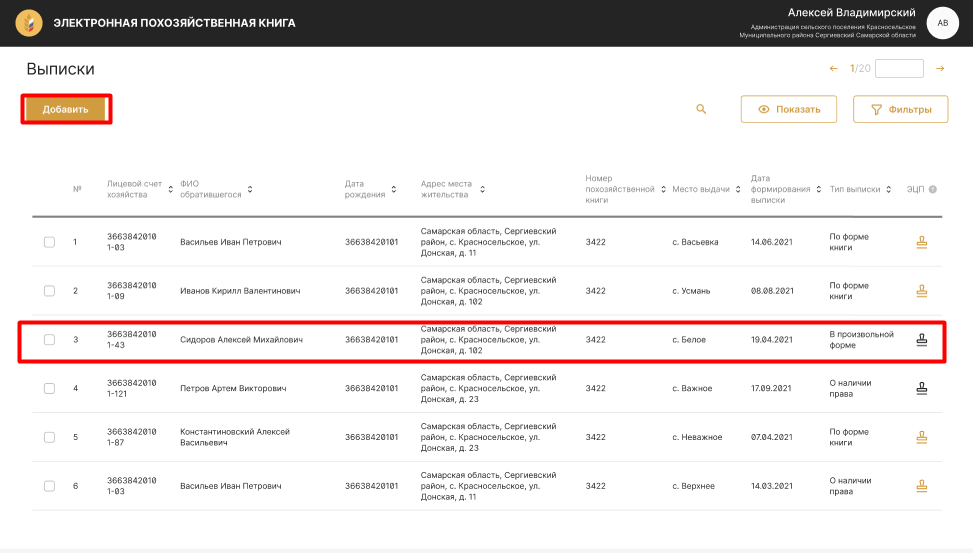 ЭЛЕКТРОННАЯ ПОХОЗЯЙСТВЕННАЯ КНИГА
Алексей Владимирский
Администрация сельского поселения Красносельское
Муниципального района Сергиевский Самарской области
АВ
Выписки
← 1/20 →
Добавить
Показать
Фильтры
№
Лицевой счет
хозяйства
ФИО
обратившегося
Дата
рождения
Адрес места
жительства
Номер
похозяйственной
книги
Место выдачи
Дата
формирования
выписки
Тип выписки
ЭЦП
1
3663842010
1-03
Васильев Иван Петрович
36638420101
Самарская область, Сергиевский
район, с. Красносельское, ул.
Донская, д. 11
3422
с. Васьевка
14.06.2021
По форме
книги
2
3663842010
1-09
Иванов Кирилл Валентинович
36638420101
Самарская область, Сергиевский
район, с. Красносельское, ул.
Донская, д. 102
3422
с. Усмань
08.08.2021
По форме
книги
3
3663842010
1-43
Сидоров Алексей Михайлович
36638420101
Самарская область, Сергиевский
район, с. Красносельское, ул.
Донская, д. 102
3422
с. Белое
19.04.2021
В произвольной
форме
4
3663842010
1-121
Петров Артем Викторович
36638420101
Самарская область, Сергиевский
район, с. Красносельское, ул.
Донская, д. 23
3422
с. Важное
17.09.2021
О наличии
права
5
3663842010
1-87
Константиновский Алексей
Васильевич
36638420101
Самарская область, Сергиевский
район, с. Красносельское, ул.
Донская, д. 23
3422
с. Неважное
07.04.2021
По форме
книги
6
3663842010
1-03
Васильев Иван Петрович
36638420101
Самарская область, Сергиевский
район, с. Красносельское, ул.
Донская, д. 11
3422
с. Верхнее
14.03.2021
О наличии
права